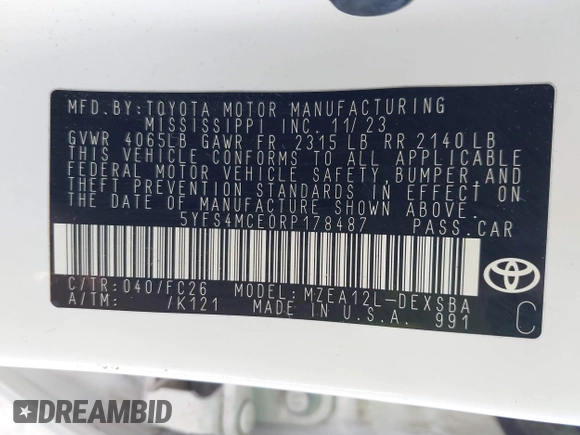 MFD. BY: TOYOTA MOTOR MANUFACTURING
MISSISSIPPI INC. 11/23
GVWR 4065LB GAWR FR 2315 LB RR 2140 LB
THIS VEHICLE CONFORMS TO ALL APPLICABLE
FEDERAL MOTOR VEHICLE SAFETY, BUMPER, AND
THEFT PREVENTION STANDARDS IN EFFECT ON
THE DATE OF MANUFACTURE SHOWN ABOVE.
5YFS4MCE0RP178487 PASS. CAR
C/TR: 040/FC26 MODEL: MZEA12L-DEXSBA
A/TM: /K121 MADE IN U.S.A. 991
C
DREAMBID